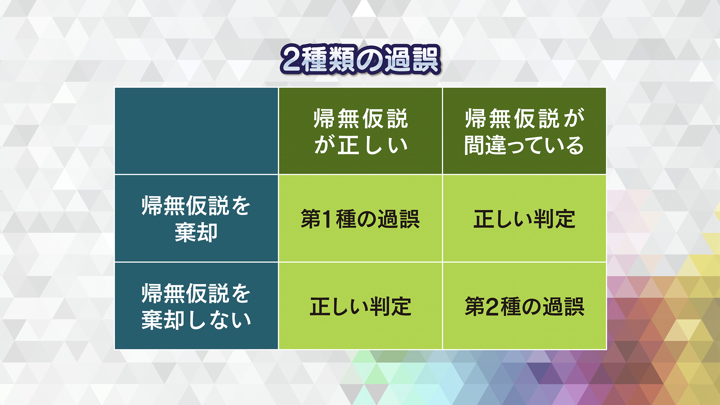 2種類の過誤
帰無仮説
が正しい
帰無仮説が
間違っている
帰無仮説を
棄却
第1種の過誤
正しい判定
帰無仮説を
棄却しない
正しい判定
第2種の過誤